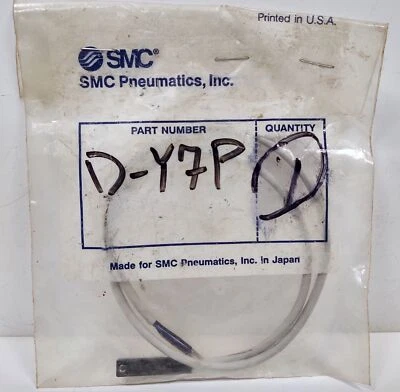 Printed in U.S.A.
SMC®
SMC Pneumatics, Inc.
PART NUMBER QUANTITY
D-Y7P 1
Made for SMC Pneumatics, Inc. in Japan